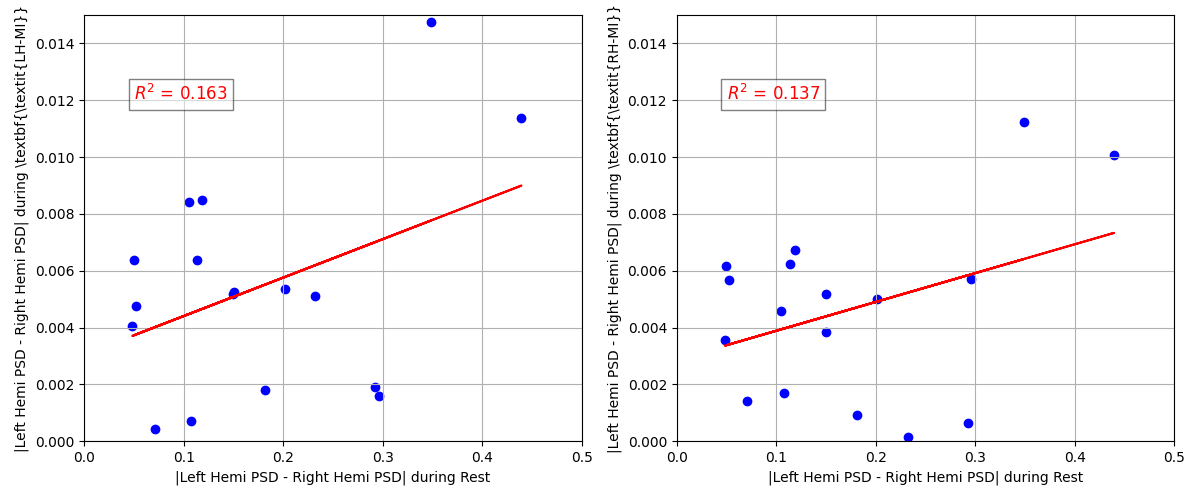 |Left Hemi PSD - Right Hemi PSD| during \textbf{\textit{LH-MI}}
0.014
0.012
0.010
0.008
0.006
0.004
0.002
0.000
R² = 0.163
0.0 0.1 0.2 0.3 0.4 0.5
|Left Hemi PSD - Right Hemi PSD| during Rest
|Left Hemi PSD - Right Hemi PSD| during \textbf{\textit{RH-MI}}
0.014
0.012
0.010
0.008
0.006
0.004
0.002
0.000
R² = 0.137
0.0 0.1 0.2 0.3 0.4 0.5
|Left Hemi PSD - Right Hemi PSD| during Rest